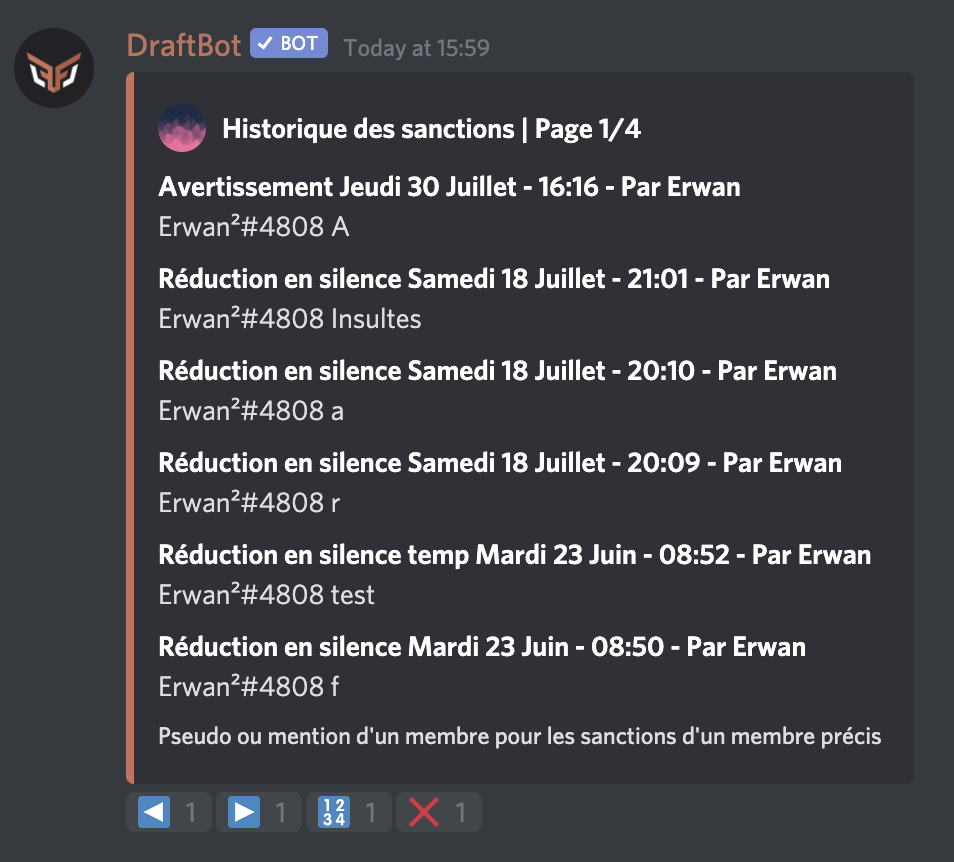 DraftBot BOT Today at 15:59
Historique des sanctions | Page 1/4
Avertissement Jeudi 30 Juillet - 16:16 - Par Erwan
Erwan²#4808 A
Réduction en silence Samedi 18 Juillet - 21:01 - Par Erwan
Erwan²#4808 Insultes
Réduction en silence Samedi 18 Juillet - 20:10 - Par Erwan
Erwan²#4808 a
Réduction en silence Samedi 18 Juillet - 20:09 - Par Erwan
Erwan²#4808 r
Réduction en silence temp Mardi 23 Juin - 08:52 - Par Erwan
Erwan²#4808 test
Réduction en silence Mardi 23 Juin - 08:50 - Par Erwan
Erwan²#4808 f
Pseudo ou mention d'un membre pour les sanctions d'un membre précis
1 1 1234 1 1